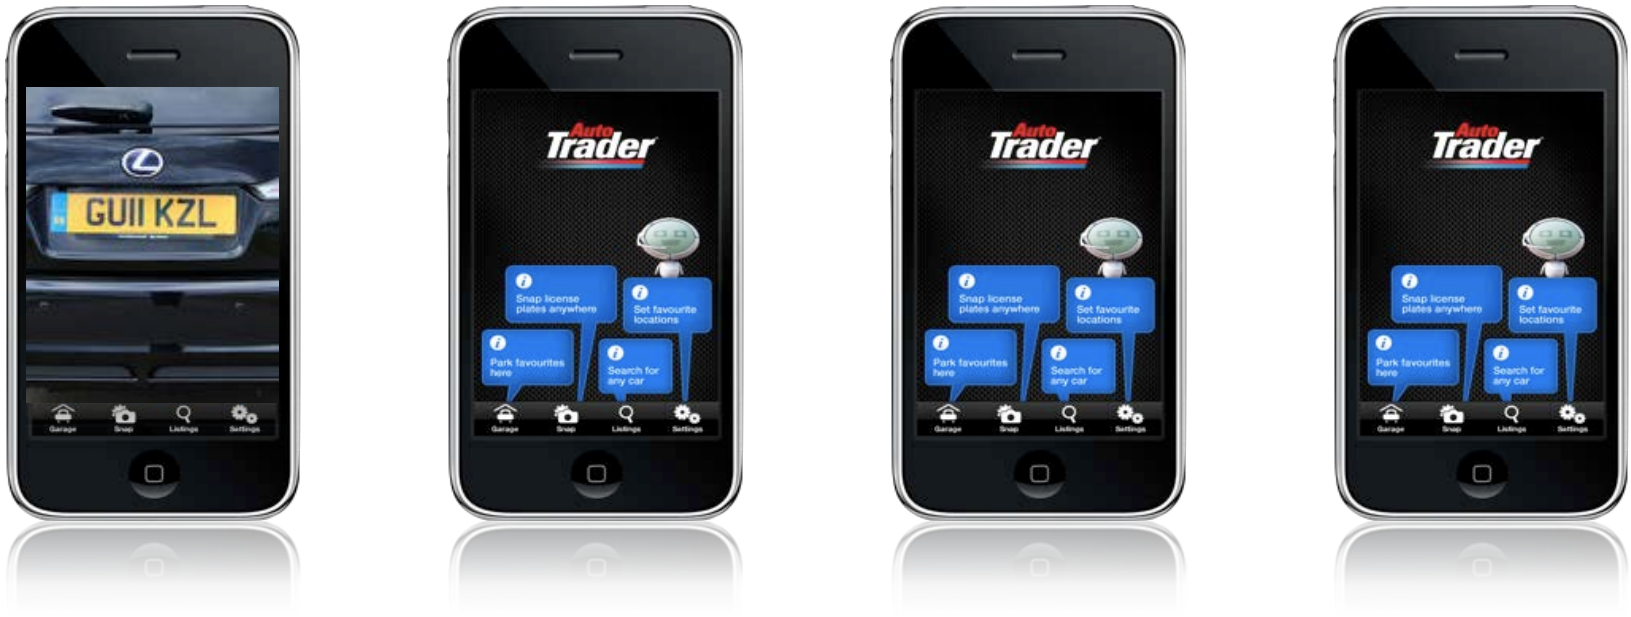 GU11 KZL
Garage Snap Listings Settings
Auto
Trader
Snap license
plates anywhere
Set favourite
locations
Park favourites
here
Search for
any car
Garage Snap Listings Settings
Auto
Trader
Snap license
plates anywhere
Set favourite
locations
Park favourites
here
Search for
any car
Garage Snap Listings Settings
Auto
Trader
Snap license
plates anywhere
Set favourite
locations
Park favourites
here
Search for
any car
Garage Snap Listings Settings